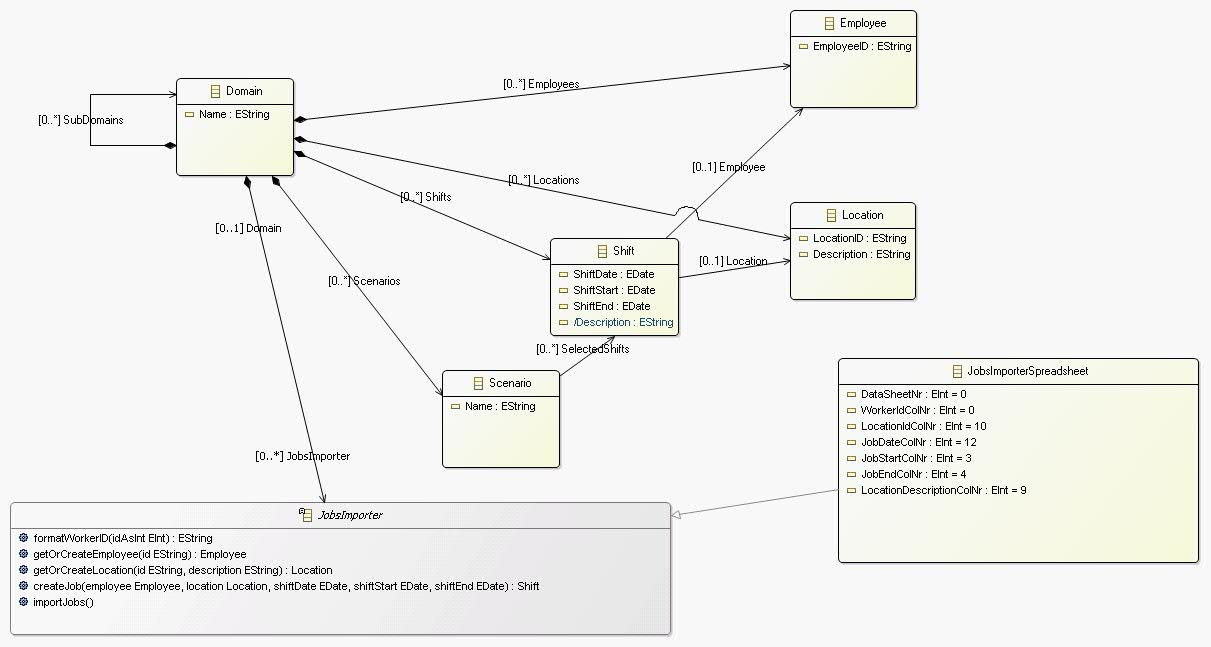 Employee
EmployeeID : EString
Domain
Name : EString
[0..*] SubDomains
[0..*] Employees
[0..1] Employee
[0..*] Locations
[0..*] Shifts
Location
LocationID : EString
Description : EString
[0..1] Domain
Shift
ShiftDate : EDate
ShiftStart : EDate
ShiftEnd : EDate
/Description : EString
[0..1] Location
[0..*] Scenarios
[0..*] SelectedShifts
Scenario
Name : EString
JobsImporterSpreadsheet
DataSheetNr : EInt = 0
WorkerIdColNr : EInt = 0
LocationIdColNr : EInt = 10
JobDateColNr : EInt = 12
JobStartColNr : EInt = 3
JobEndColNr : EInt = 4
LocationDescriptionColNr : EInt = 9
[0..*] JobsImporter
JobsImporter
formatWorkerID(idAsInt EInt) : EString
getOrCreateEmployee(id EString) : Employee
getOrCreateLocation(id EString, description EString) : Location
createJob(employee Employee, location Location, shiftDate EDate, shiftStart EDate, shiftEnd EDate) : Shift
importJobs()